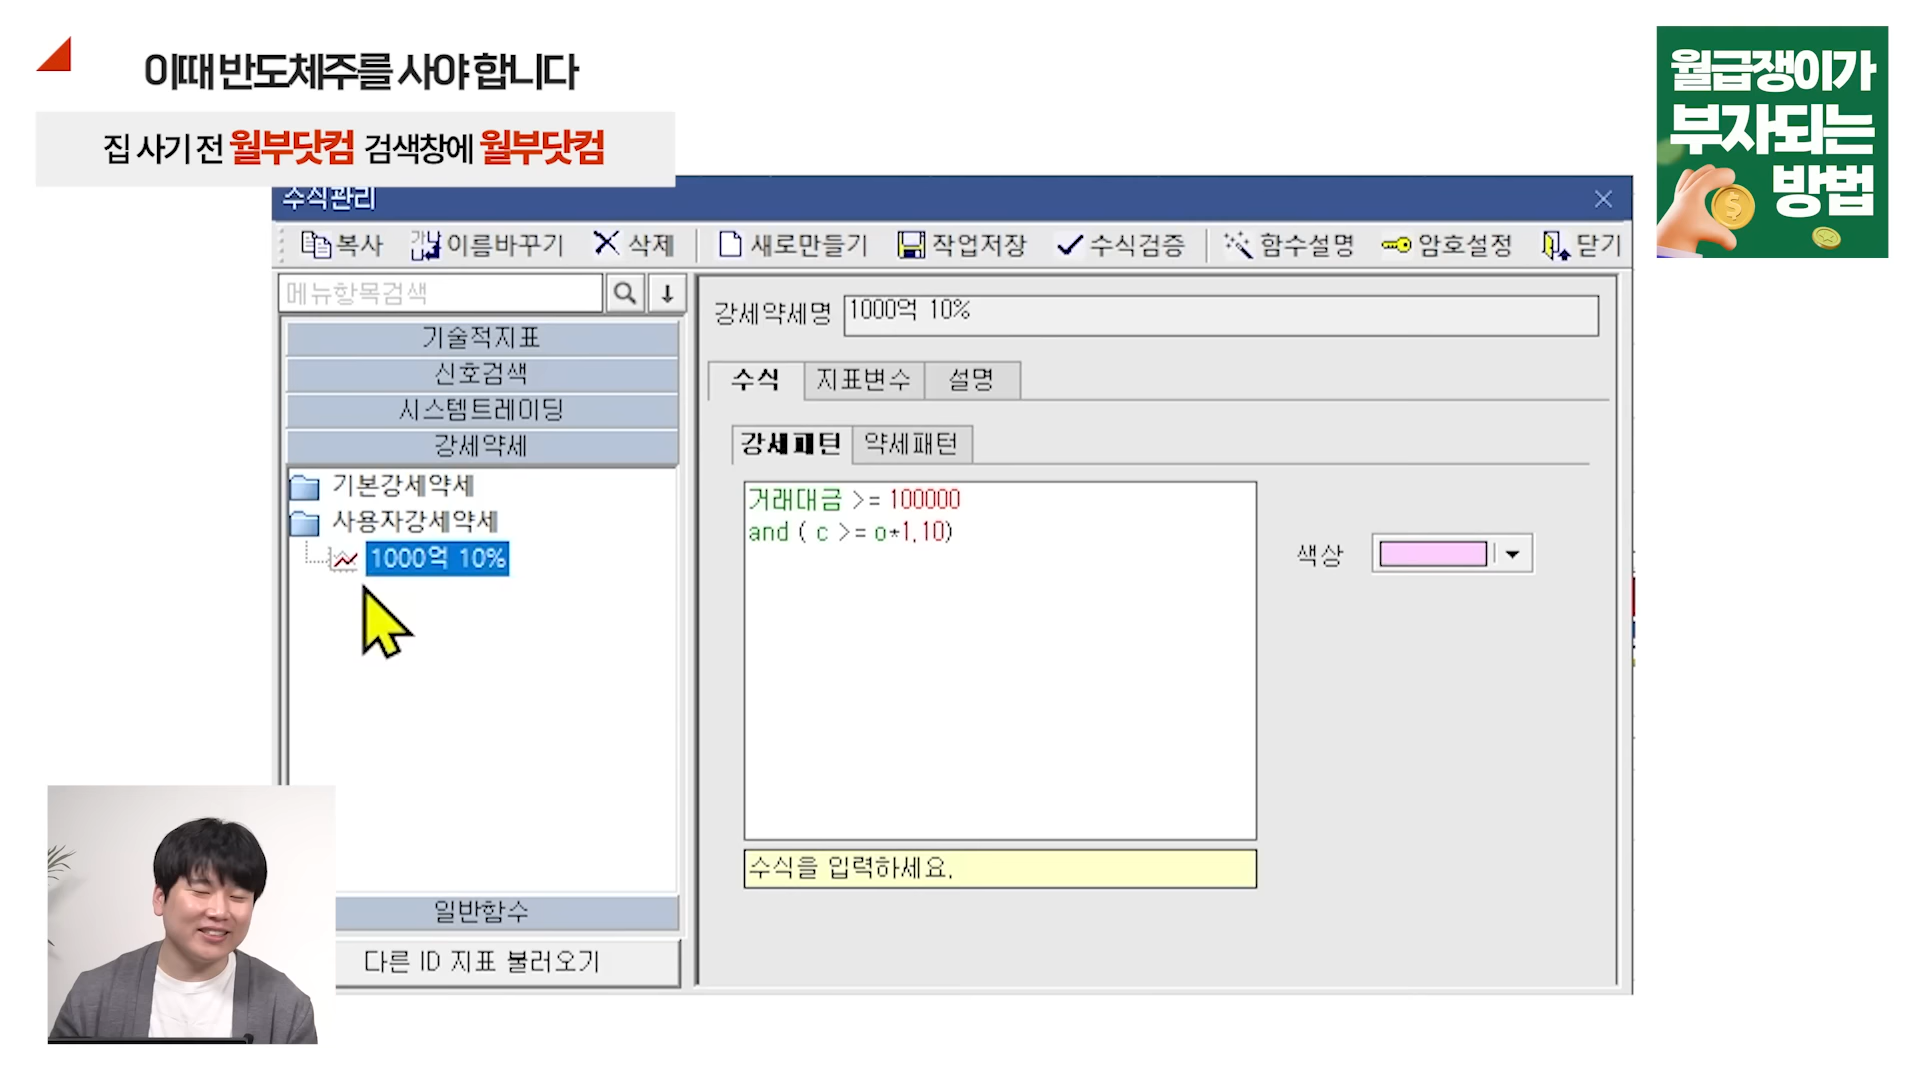 이때 반도체주를 사야 합니다
집 사기 전 월부닷컴 검색창에 월부닷컴
월급쟁이가
부자되는
방법
수식관리
복사 이름바꾸기 삭제 새로만들기 작업저장 수식검증 함수설명 암호설정 닫기
메뉴항목검색
기술적지표
신호검색
시스템트레이딩
강세약세
기본강세약세
사용자강세약세
1000억 10%
일반함수
다른 ID 지표 불러오기
강세약세명 1000억 10%
수식 지표변수 설명
강세패턴 약세패턴
거래대금 >= 100000
and ( c >= o*1.10)
색상
수식을 입력하세요.